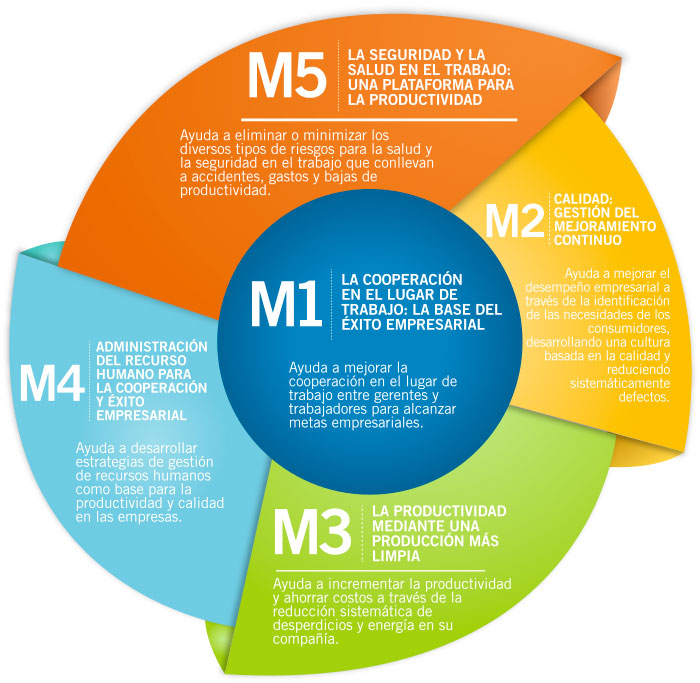 M5
LA SEGURIDAD Y LA
SALUD EN EL TRABAJO:
UNA PLATAFORMA PARA
LA PRODUCTIVIDAD
Ayuda a eliminar o minimizar los
diversos tipos de riesgos para la salud y
la seguridad en el trabajo que conllevan
a accidentes, gastos y bajas de
productividad.
M2
CALIDAD:
GESTIÓN DEL
MEJORAMIENTO
CONTINUO
Ayuda a mejorar el
desempeño empresarial a
través de la identificación
de las necesidades de los
consumidores,
desarrollando una cultura
basada en la calidad y
reduciendo
sistemáticamente
defectos.
M1
LA COOPERACIÓN
EN EL LUGAR DE
TRABAJO: LA BASE DEL
ÉXITO EMPRESARIAL
Ayuda a mejorar la
cooperación en el lugar de
trabajo entre gerentes y
trabajadores para alcanzar
metas empresariales.
M4
ADMINISTRACIÓN
DEL RECURSO
HUMANO PARA
LA COOPERACIÓN
Y ÉXITO
EMPRESARIAL
Ayuda a desarrollar
estrategias de gestión
de recursos humanos
como base para la
productividad y calidad
en las empresas.
M3
LA PRODUCTIVIDAD
MEDIANTE UNA
PRODUCCIÓN MÁS
LIMPIA
Ayuda a incrementar la productividad
y ahorrar costos a través de la
reducción sistemática de
desperdicios y energía en su
compañía.